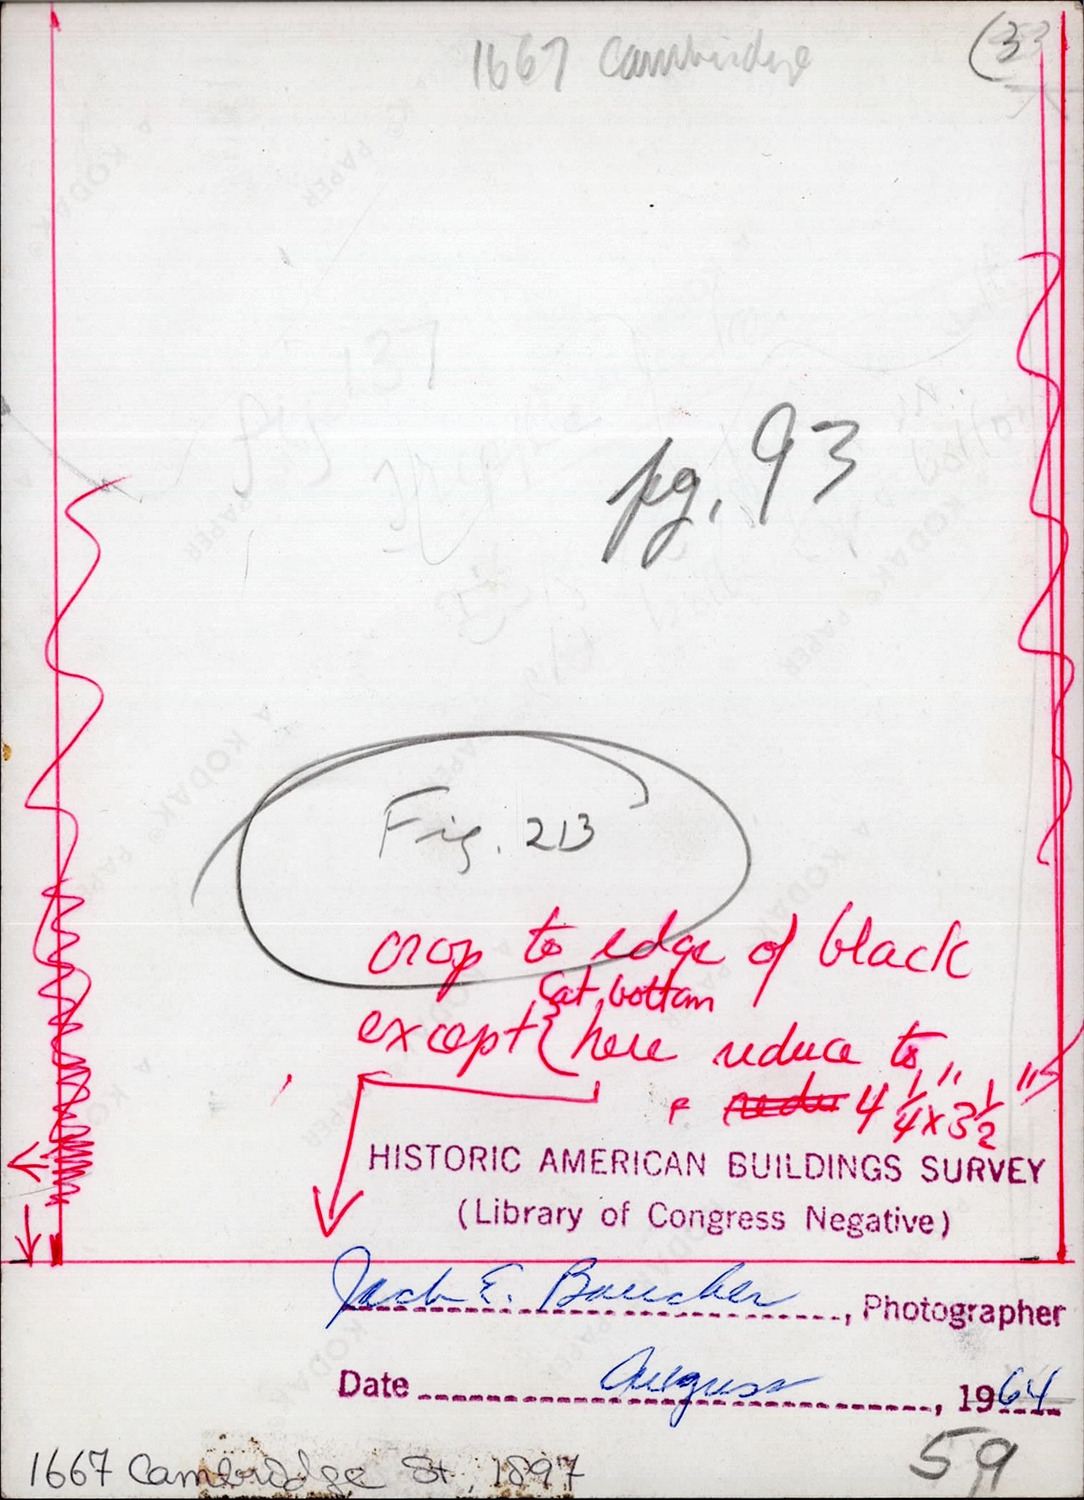 1667 Cambridge
(33
137
pg. 93
Fig. 213
crop to edge of black
at bottom
except { here reduce to
4 1/4" x 3 1/2"
HISTORIC AMERICAN BUILDINGS SURVEY
(Library of Congress Negative)
Jack E. Boucher, Photographer
Date August, 1964
1667 Cambridge St, 1897
59